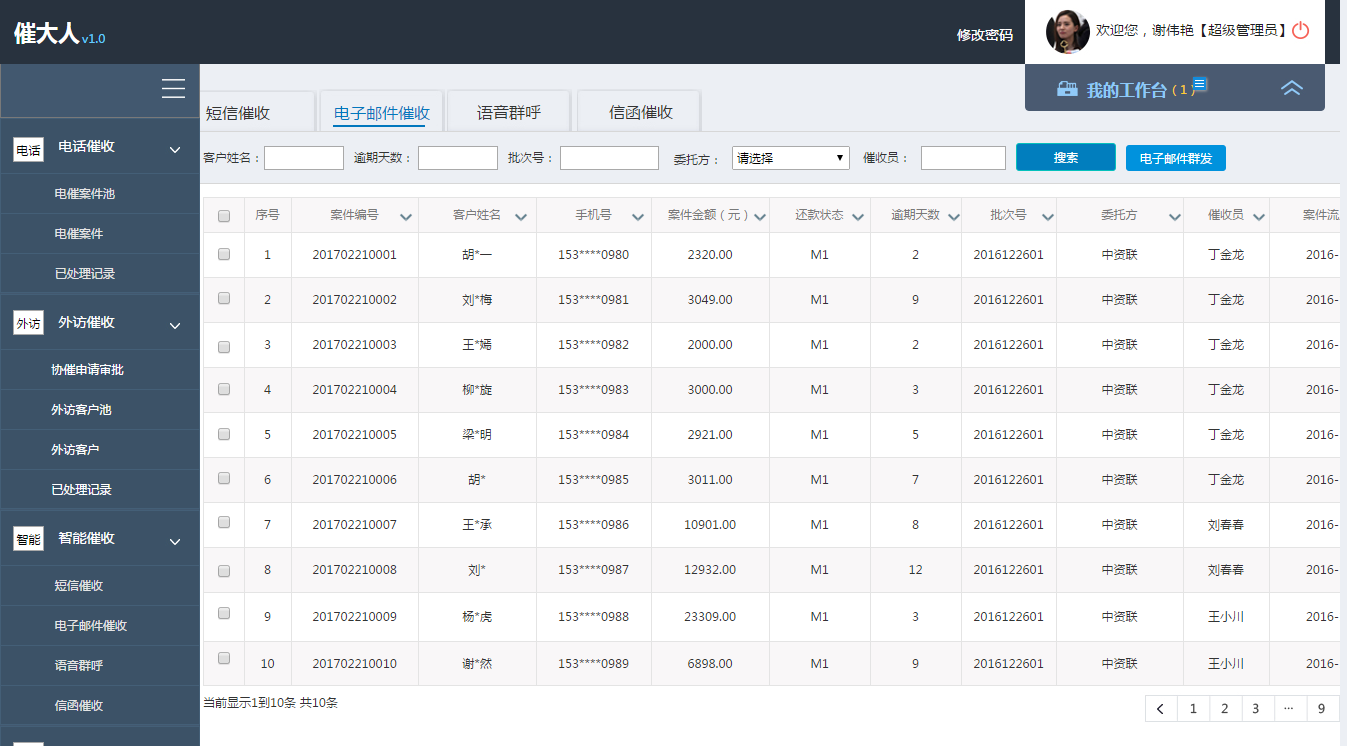 催大人v1.0
修改密码
欢迎您，谢伟艳【超级管理员】
我的工作台（1）
短信催收 电子邮件催收 语音群呼 信函催收
客户姓名： 逾期天数： 批次号： 委托方： 请选择 催收员： 搜索 电子邮件群发
电话 电话催收
电催案件池
电催案件
已处理记录
外访 外访催收
协催申请审批
外访客户池
外访客户
已处理记录
智能 智能催收
短信催收
电子邮件催收
语音群呼
信函催收
序号 案件编号 客户姓名 手机号 案件金额（元） 还款状态 逾期天数 批次号 委托方 催收员 案件流
1 201702210001 胡*一 153****0980 2320.00 M1 2 2016122601 中资联 丁金龙 2016-
2 201702210002 刘*梅 153****0981 3049.00 M1 9 2016122601 中资联 丁金龙 2016-
3 201702210003 王*嫣 153****0982 2000.00 M1 2 2016122601 中资联 丁金龙 2016-
4 201702210004 柳*旋 153****0983 3000.00 M1 3 2016122601 中资联 丁金龙 2016-
5 201702210005 梁*明 153****0984 2921.00 M1 5 2016122601 中资联 丁金龙 2016-
6 201702210006 胡* 153****0985 3011.00 M1 7 2016122601 中资联 丁金龙 2016-
7 201702210007 王*承 153****0986 10901.00 M1 8 2016122601 中资联 刘春春 2016-
8 201702210008 刘* 153****0987 12932.00 M1 12 2016122601 中资联 刘春春 2016-
9 201702210009 杨*虎 153****0988 23309.00 M1 3 2016122601 中资联 王小川 2016-
10 201702210010 谢*然 153****0989 6898.00 M1 9 2016122601 中资联 王小川 2016-
当前显示1到10条 共10条
1 2 3 ... 9